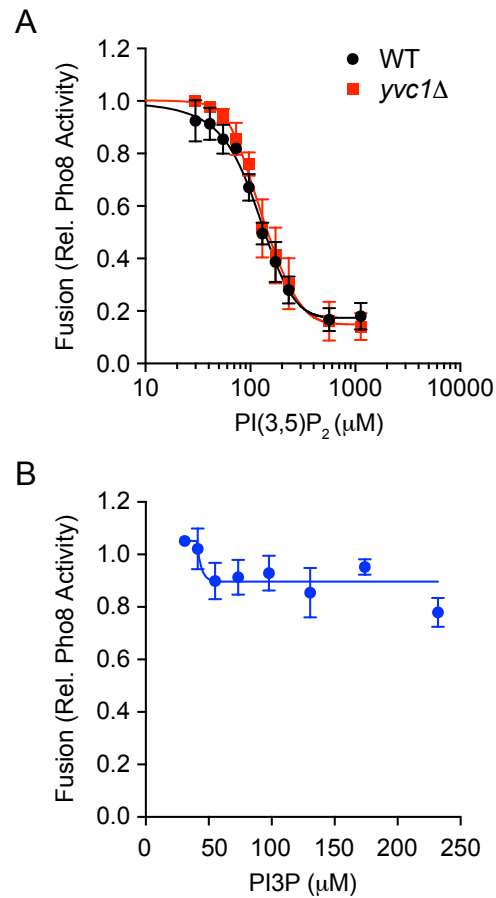 A
WT
yvc1Δ
Fusion (Rel. Pho8 Activity)
1.2
1.0
0.8
0.6
0.4
0.2
0.0
10 100 1000 10000
PI(3,5)P₂ (μM)
B
Fusion (Rel. Pho8 Activity)
1.2
1.0
0.8
0.6
0.4
0.2
0.0
0 50 100 150 200 250
PI3P (μM)